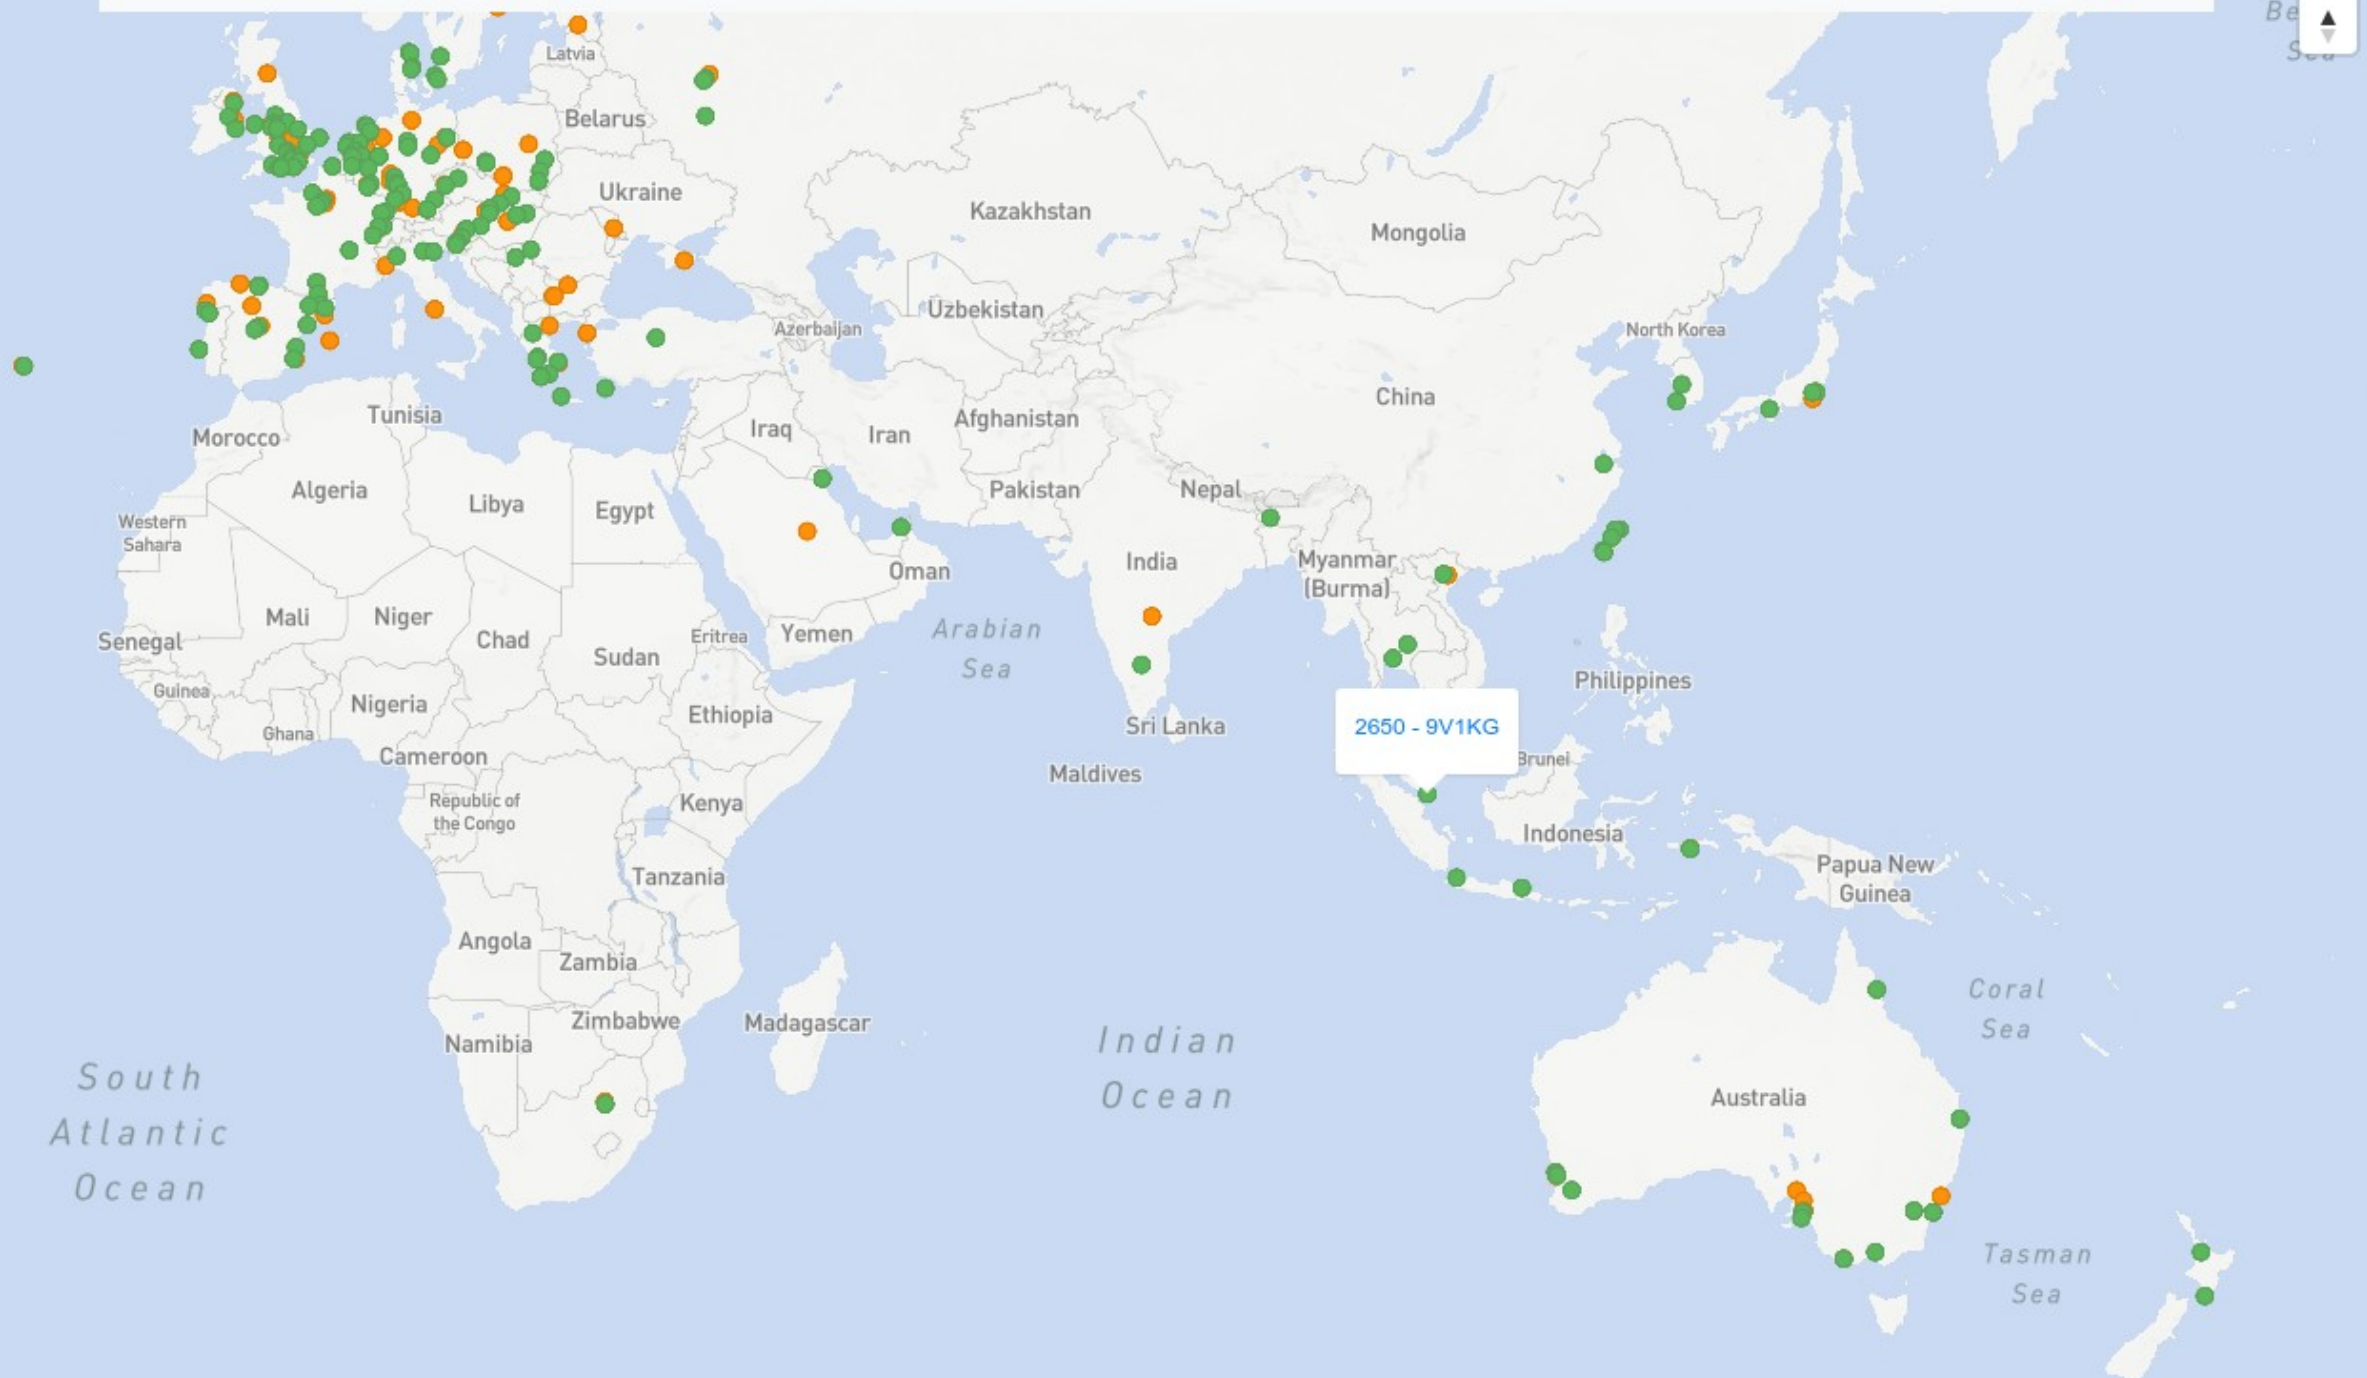 Be
Sea
Latvia
Belarus
Ukraine
Kazakhstan
Mongolia
Uzbekistan
Azerbaijan
North Korea
China
Tunisia
Morocco
Iraq
Iran
Afghanistan
Algeria
Libya
Egypt
Pakistan
Nepal
Western
Sahara
India
Myanmar
(Burma)
Oman
Mali
Niger
Chad
Sudan
Eritrea
Yemen
Arabian
Sea
Senegal
Guinea
Nigeria
Ghana
Ethiopia
Philippines
Sri Lanka
2650 - 9V1KG
Cameroon
Maldives
Brunei
Republic of
the Congo
Kenya
Indonesia
Tanzania
Papua New
Guinea
Angola
Zambia
Coral
Sea
Zimbabwe
Madagascar
Namibia
Indian
Ocean
South
Atlantic
Ocean
Australia
Tasman
Sea